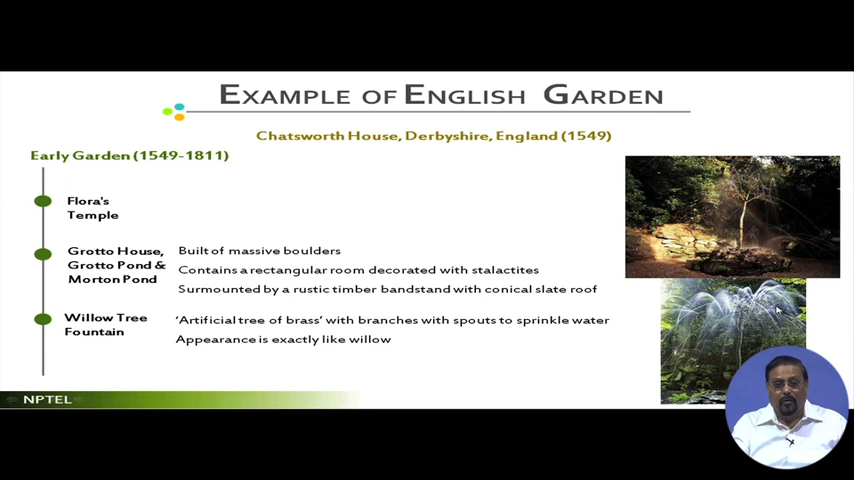 EXAMPLE OF ENGLISH GARDEN
Chatsworth House, Derbyshire, England (1549)
Early Garden (1549-1811)
Flora's
Temple
Grotto House,
Grotto Pond &
Morton Pond
Built of massive boulders
Contains a rectangular room decorated with stalactites
Surmounted by a rustic timber bandstand with conical slate roof
Willow Tree
Fountain
‘Artificial tree of brass’ with branches with spouts to sprinkle water
Appearance is exactly like willow
NPTEL